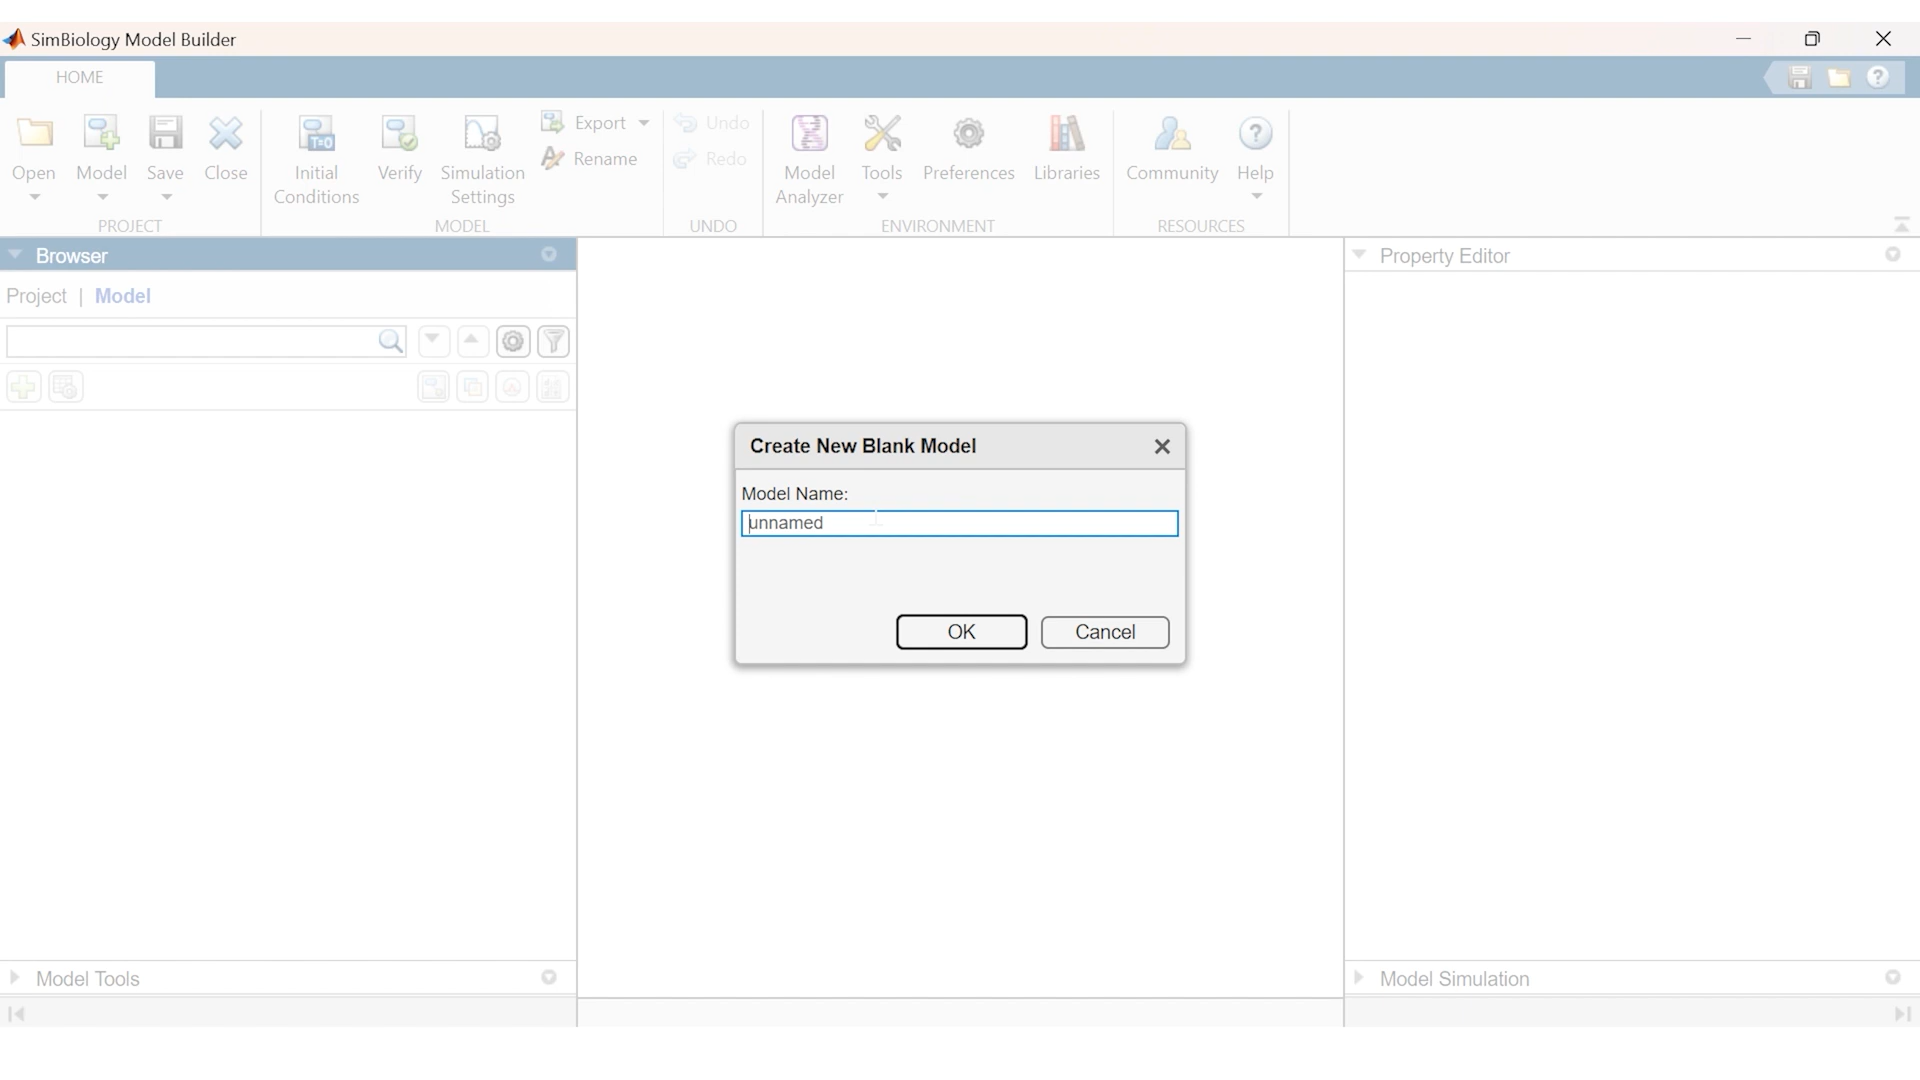 SimBiology Model Builder
HOME
Open
Model
Save
Close
PROJECT
Initial
Conditions
Verify
Simulation
Settings
Export
Rename
MODEL
Undo
Redo
UNDO
Model
Analyzer
Tools
Preferences
Libraries
ENVIRONMENT
Community
Help
RESOURCES
Browser
Project | Model
Property Editor
Create New Blank Model
Model Name:
unnamed
OK
Cancel
Model Tools
Model Simulation